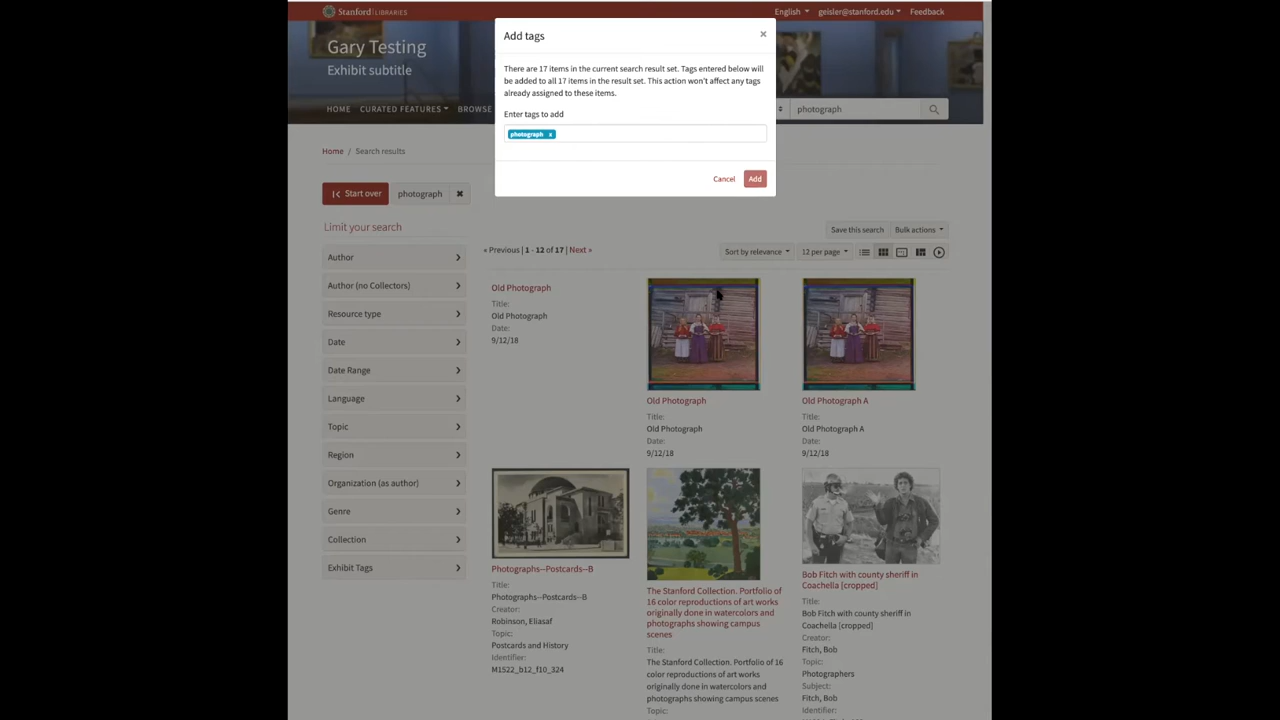 Stanford | LIBRARIES
English
geisler@stanford.edu
Feedback
Gary Testing
Exhibit subtitle
HOME
CURATED FEATURES
BROWSE
photograph
Add tags
×
There are 17 items in the current search result set. Tags entered below will
be added to all 17 items in the result set. This action won't affect any tags
already assigned to these items.
Enter tags to add
photograph x
Cancel
Add
Home / Search results
Start over
photograph ✖
Limit your search
Author
Author (no Collectors)
Resource type
Date
Date Range
Language
Topic
Region
Organization (as author)
Genre
Collection
Exhibit Tags
Save this search
Bulk actions
« Previous | 1 - 12 of 17 | Next »
Sort by relevance
12 per page
Old Photograph
Title:
Old Photograph
Date:
9/12/18
Old Photograph
Title:
Old Photograph
Date:
9/12/18
Old Photograph A
Title:
Old Photograph A
Date:
9/12/18
Photographs--Postcards--B
Title:
Photographs--Postcards--B
Creator:
Robinson, Eliasaf
Topic:
Postcards and History
Identifier:
M1522_b12_f10_324
The Stanford Collection. Portfolio of
16 color reproductions of art works
originally done in watercolors and
photographs showing campus
scenes
Title:
The Stanford Collection. Portfolio of 16
color reproductions of art works
originally done in watercolors and
photographs showing campus scenes
Topic:
Bob Fitch with county sheriff in
Coachella [cropped]
Title:
Bob Fitch with county sheriff in
Coachella [cropped]
Creator:
Fitch, Bob
Topic:
Photographers
Subject:
Fitch, Bob
Identifier: